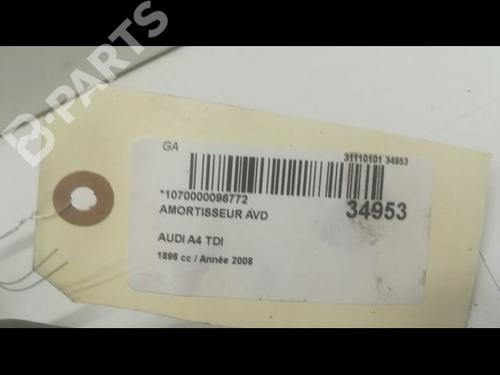 B-PARTS
GA
31110101 34953
*1070000096772
AMORTISSEUR AVD
34953
AUDI A4 TDI
1896 cc / Année 2008